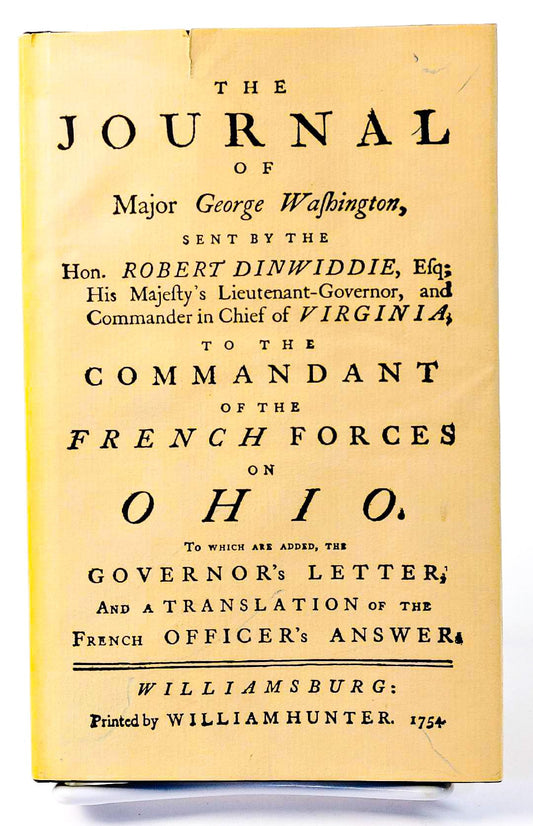 THE
JOURNAL
OF
Major George Waſhington,
SENT BY THE
Hon. ROBERT DINWIDDIE, Eſq;
His Majeſty's Lieutenant-Governor, and
Commander in Chief of VIRGINIA,
TO THE
COMMANDANT
OF THE
FRENCH FORCES
ON
OHIO.
TO WHICH ARE ADDED, THE
GOVERNOR'S LETTER;
AND A TRANSLATION OF THE
FRENCH OFFICER'S ANSWER.
WILLIAMSBURG:
Printed by WILLIAM HUNTER. 1754.